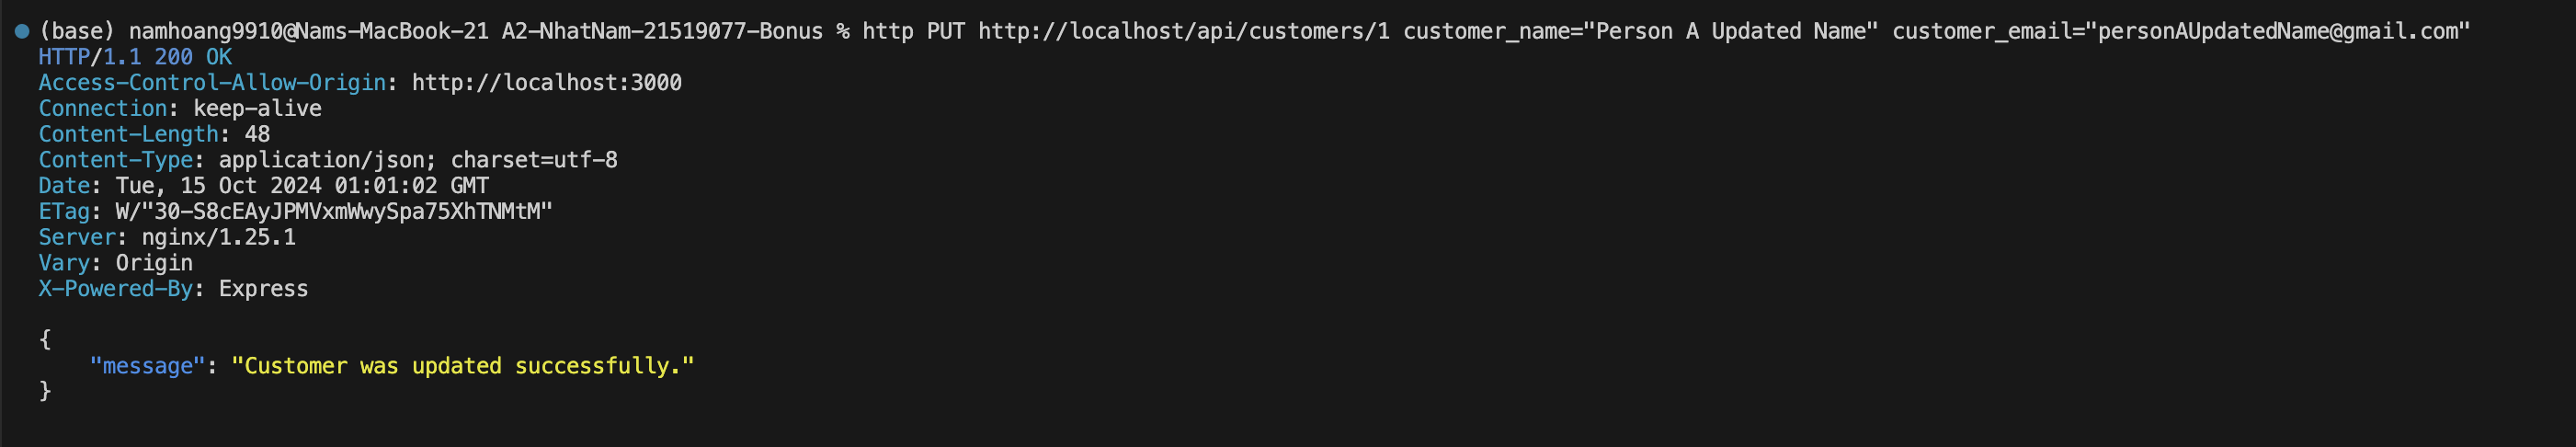 (base) namhoang9910@Nams-MacBook-21 A2-NhatNam-21519077-Bonus % http PUT http://localhost/api/customers/1 customer_name="Person A Updated Name" customer_email="personAUpdatedName@gmail.com"
HTTP/1.1 200 OK
Access-Control-Allow-Origin: http://localhost:3000
Connection: keep-alive
Content-Length: 48
Content-Type: application/json; charset=utf-8
Date: Tue, 15 Oct 2024 01:01:02 GMT
ETag: W/"30-S8cEAyJPMVxmWwySpa75XhTNMtM"
Server: nginx/1.25.1
Vary: Origin
X-Powered-By: Express
{
    "message": "Customer was updated successfully."
}